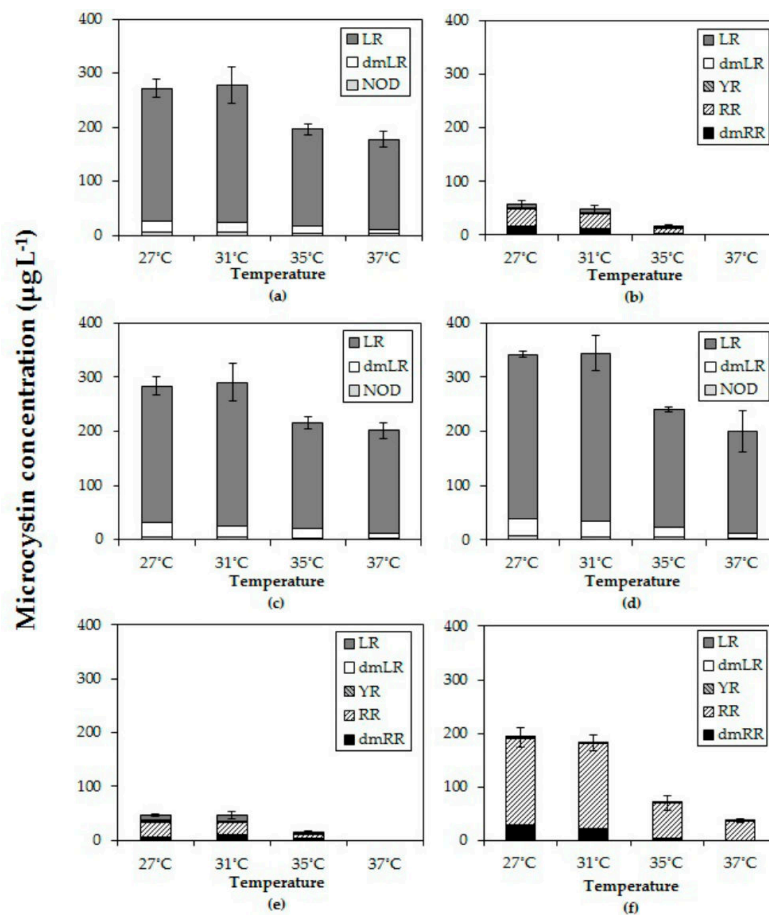 Microcystin concentration (µg L⁻¹)
400
300
200
100
0
LR
dmLR
NOD
27°C 31°C 35°C 37°C
Temperature
(a)
400
300
200
100
0
LR
dmLR
YR
RR
dmRR
27°C 31°C 35°C 37°C
Temperature
(b)
400
300
200
100
0
LR
dmLR
NOD
27°C 31°C 35°C 37°C
Temperature
(c)
400
300
200
100
0
LR
dmLR
NOD
27°C 31°C 35°C 37°C
Temperature
(d)
400
300
200
100
0
LR
dmLR
YR
RR
dmRR
27°C 31°C 35°C 37°C
Temperature
(e)
400
300
200
100
0
LR
dmLR
YR
RR
dmRR
27°C 31°C 35°C 37°C
Temperature
(f)